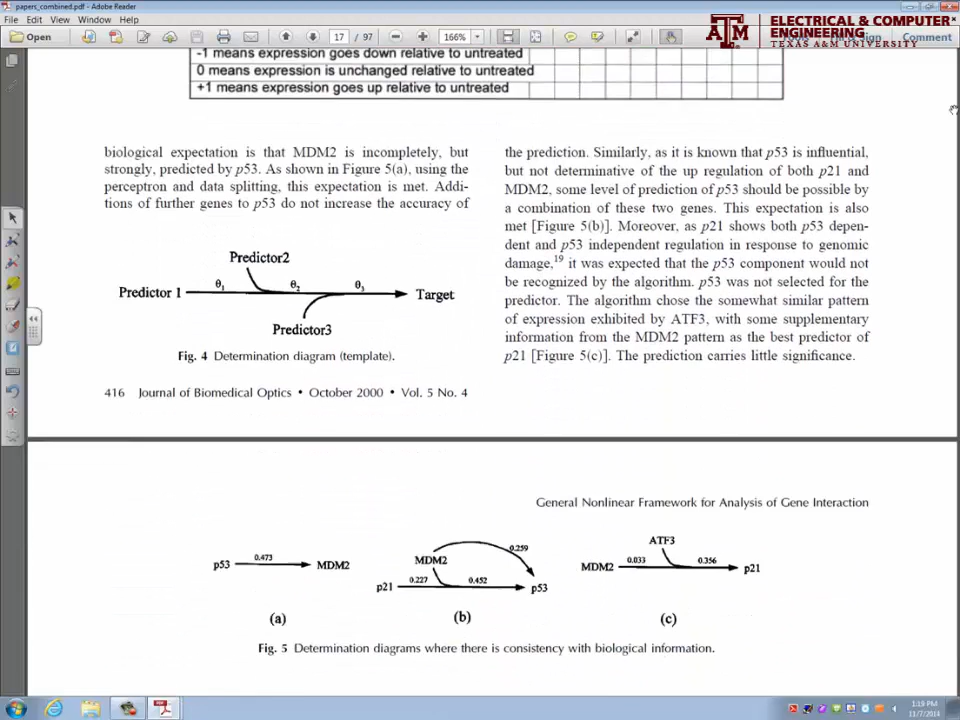 papers_combined.pdf - Adobe Reader
File Edit View Window Help
Open
17 / 97
166%
Sign
Comment
ELECTRICAL & COMPUTER
ENGINEERING
TEXAS A&M UNIVERSITY
-1 means expression goes down relative to untreated
0 means expression is unchanged relative to untreated
+1 means expression goes up relative to untreated
biological expectation is that MDM2 is incompletely, but
strongly, predicted by p53. As shown in Figure 5(a), using the
perceptron and data splitting, this expectation is met. Addi-
tions of further genes to p53 do not increase the accuracy of
Predictor2
Predictor 1
θ1
θ2
θ3
Target
Predictor3
Fig. 4 Determination diagram (template).
416 Journal of Biomedical Optics • October 2000 • Vol. 5 No. 4
the prediction. Similarly, as it is known that p53 is influential,
but not determinative of the up regulation of both p21 and
MDM2, some level of prediction of p53 should be possible by
a combination of these two genes. This expectation is also
met [Figure 5(b)]. Moreover, as p21 shows both p53 depen-
dent and p53 independent regulation in response to genomic
damage,19 it was expected that the p53 component would not
be recognized by the algorithm. p53 was not selected for the
predictor. The algorithm chose the somewhat similar pattern
of expression exhibited by ATF3, with some supplementary
information from the MDM2 pattern as the best predictor of
p21 [Figure 5(c)]. The prediction carries little significance.
General Nonlinear Framework for Analysis of Gene Interaction
p53 0.473 MDM2
(a)
MDM2 0.259
p21 0.227 0.452 p53
(b)
ATF3
MDM2 0.033 0.356 p21
(c)
Fig. 5 Determination diagrams where there is consistency with biological information.
1:19 PM
11/7/2014